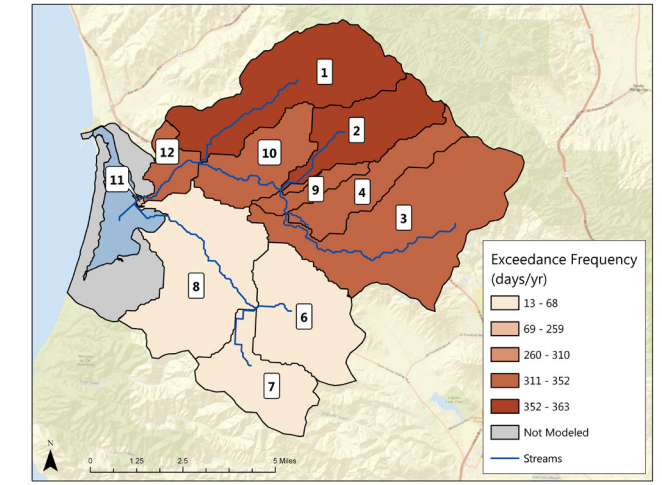 1
2
12
10
11
9
4
3
8
6
7
Exceedance Frequency
(days/yr)
13 - 68
69 - 259
260 - 310
311 - 352
352 - 363
Not Modeled
Streams
N
0 1.25 2.5 5 Miles